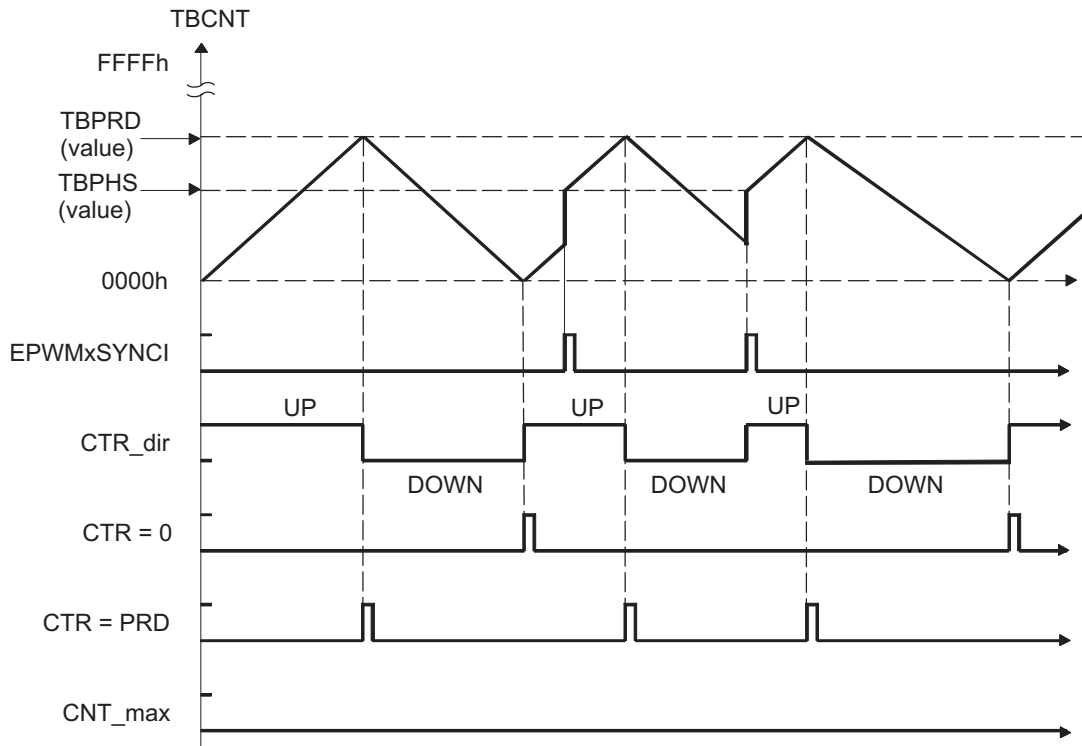 TBCNT
FFFFh
TBPRD
(value)
TBPHS
(value)
0000h
EPWMxSYNCI
UP
UP
UP
CTR_dir
DOWN
DOWN
DOWN
CTR = 0
CTR = PRD
CNT_max